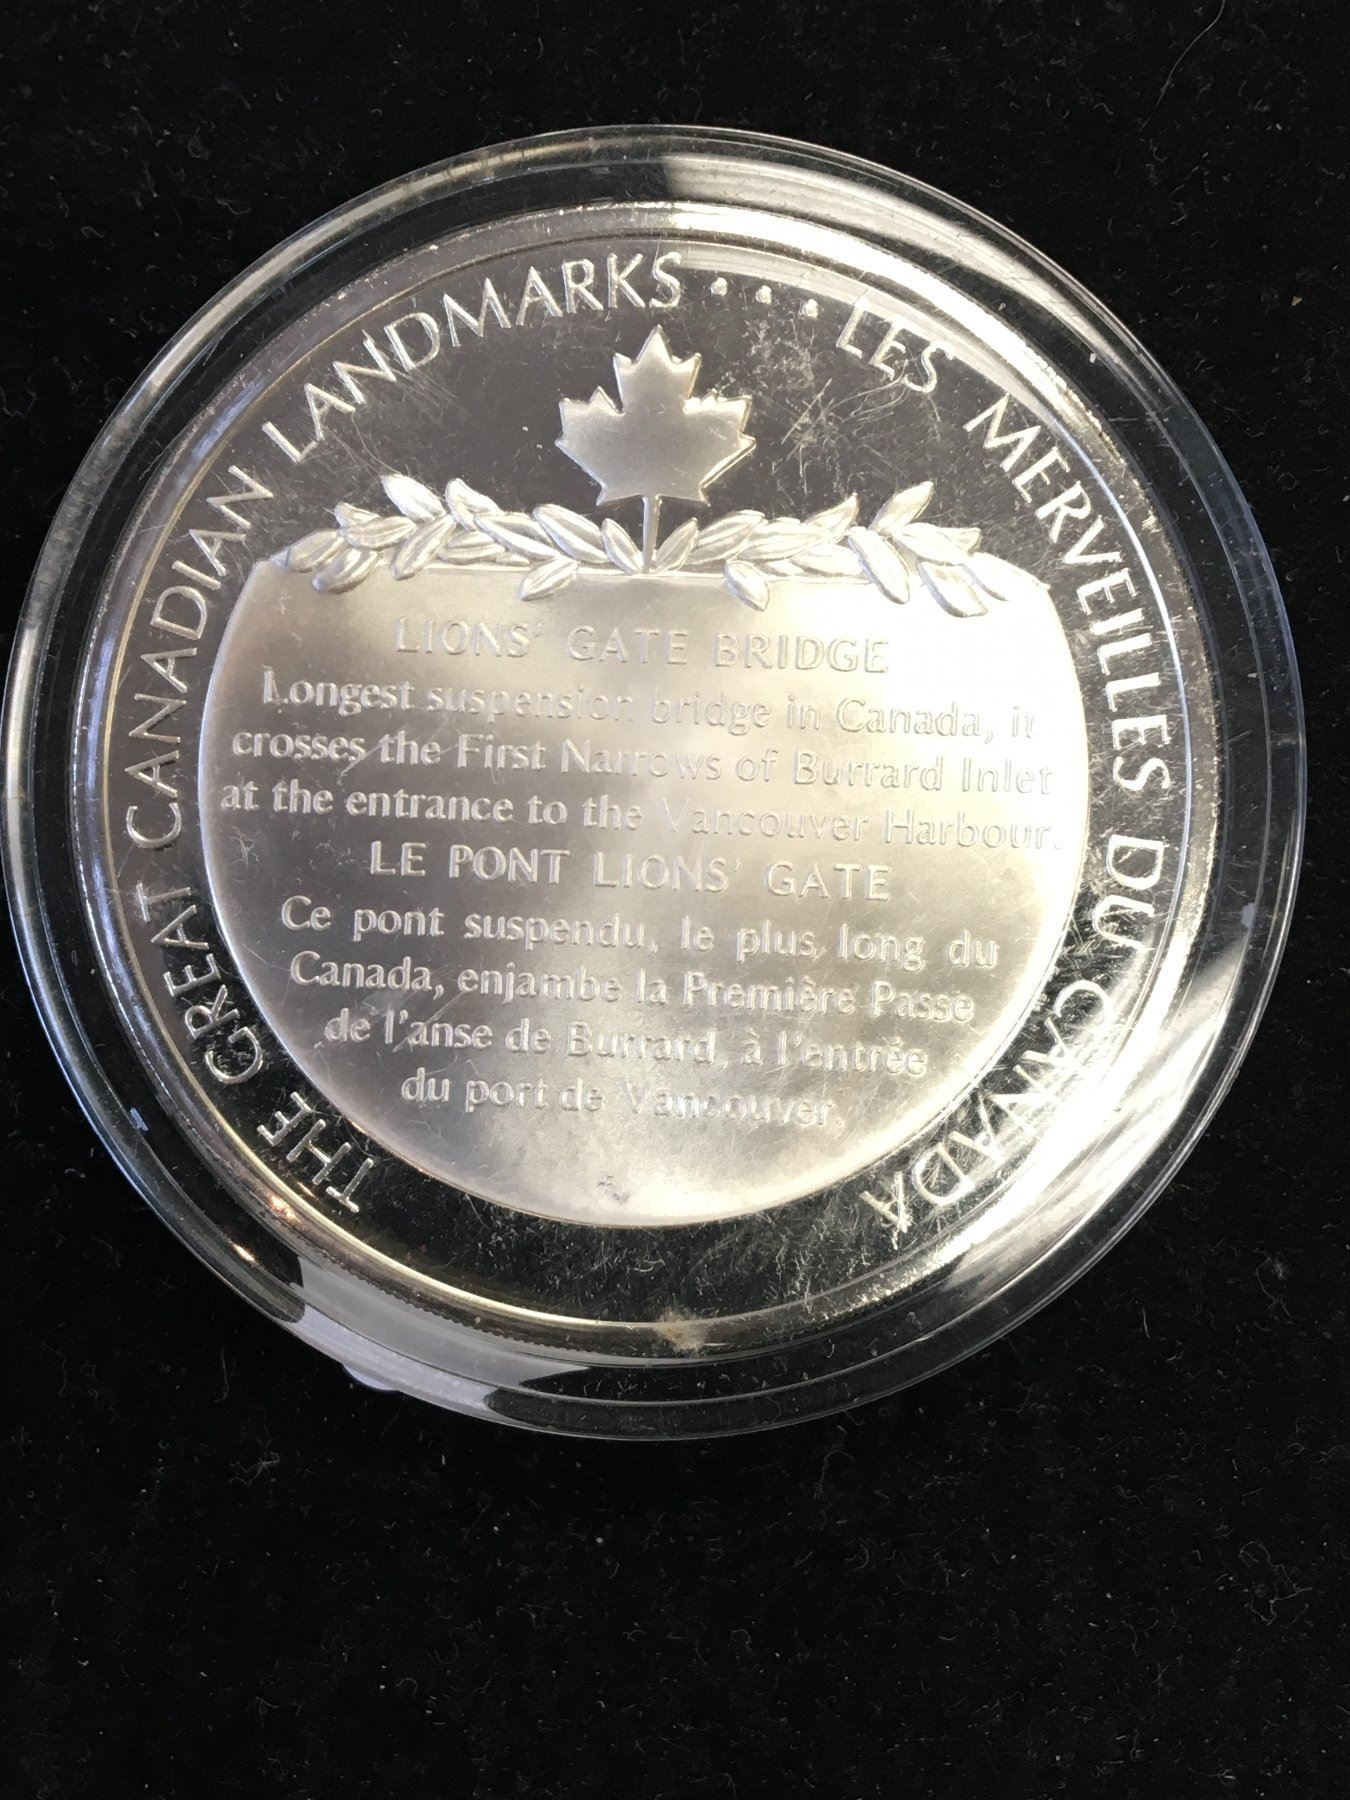 THE GREAT CANADIAN LANDMARKS . . . LES MERVEILLES DU CANADA
LIONS' GATE BRIDGE
Longest suspension bridge in Canada, it
crosses the First Narrows of Burrard Inlet
at the entrance to the Vancouver Harbour.
LE PONT LIONS' GATE
Ce pont suspendu, le plus long du
Canada, enjambe la Première Passe
de l'anse de Burrard, à l'entrée
du port de Vancouver.